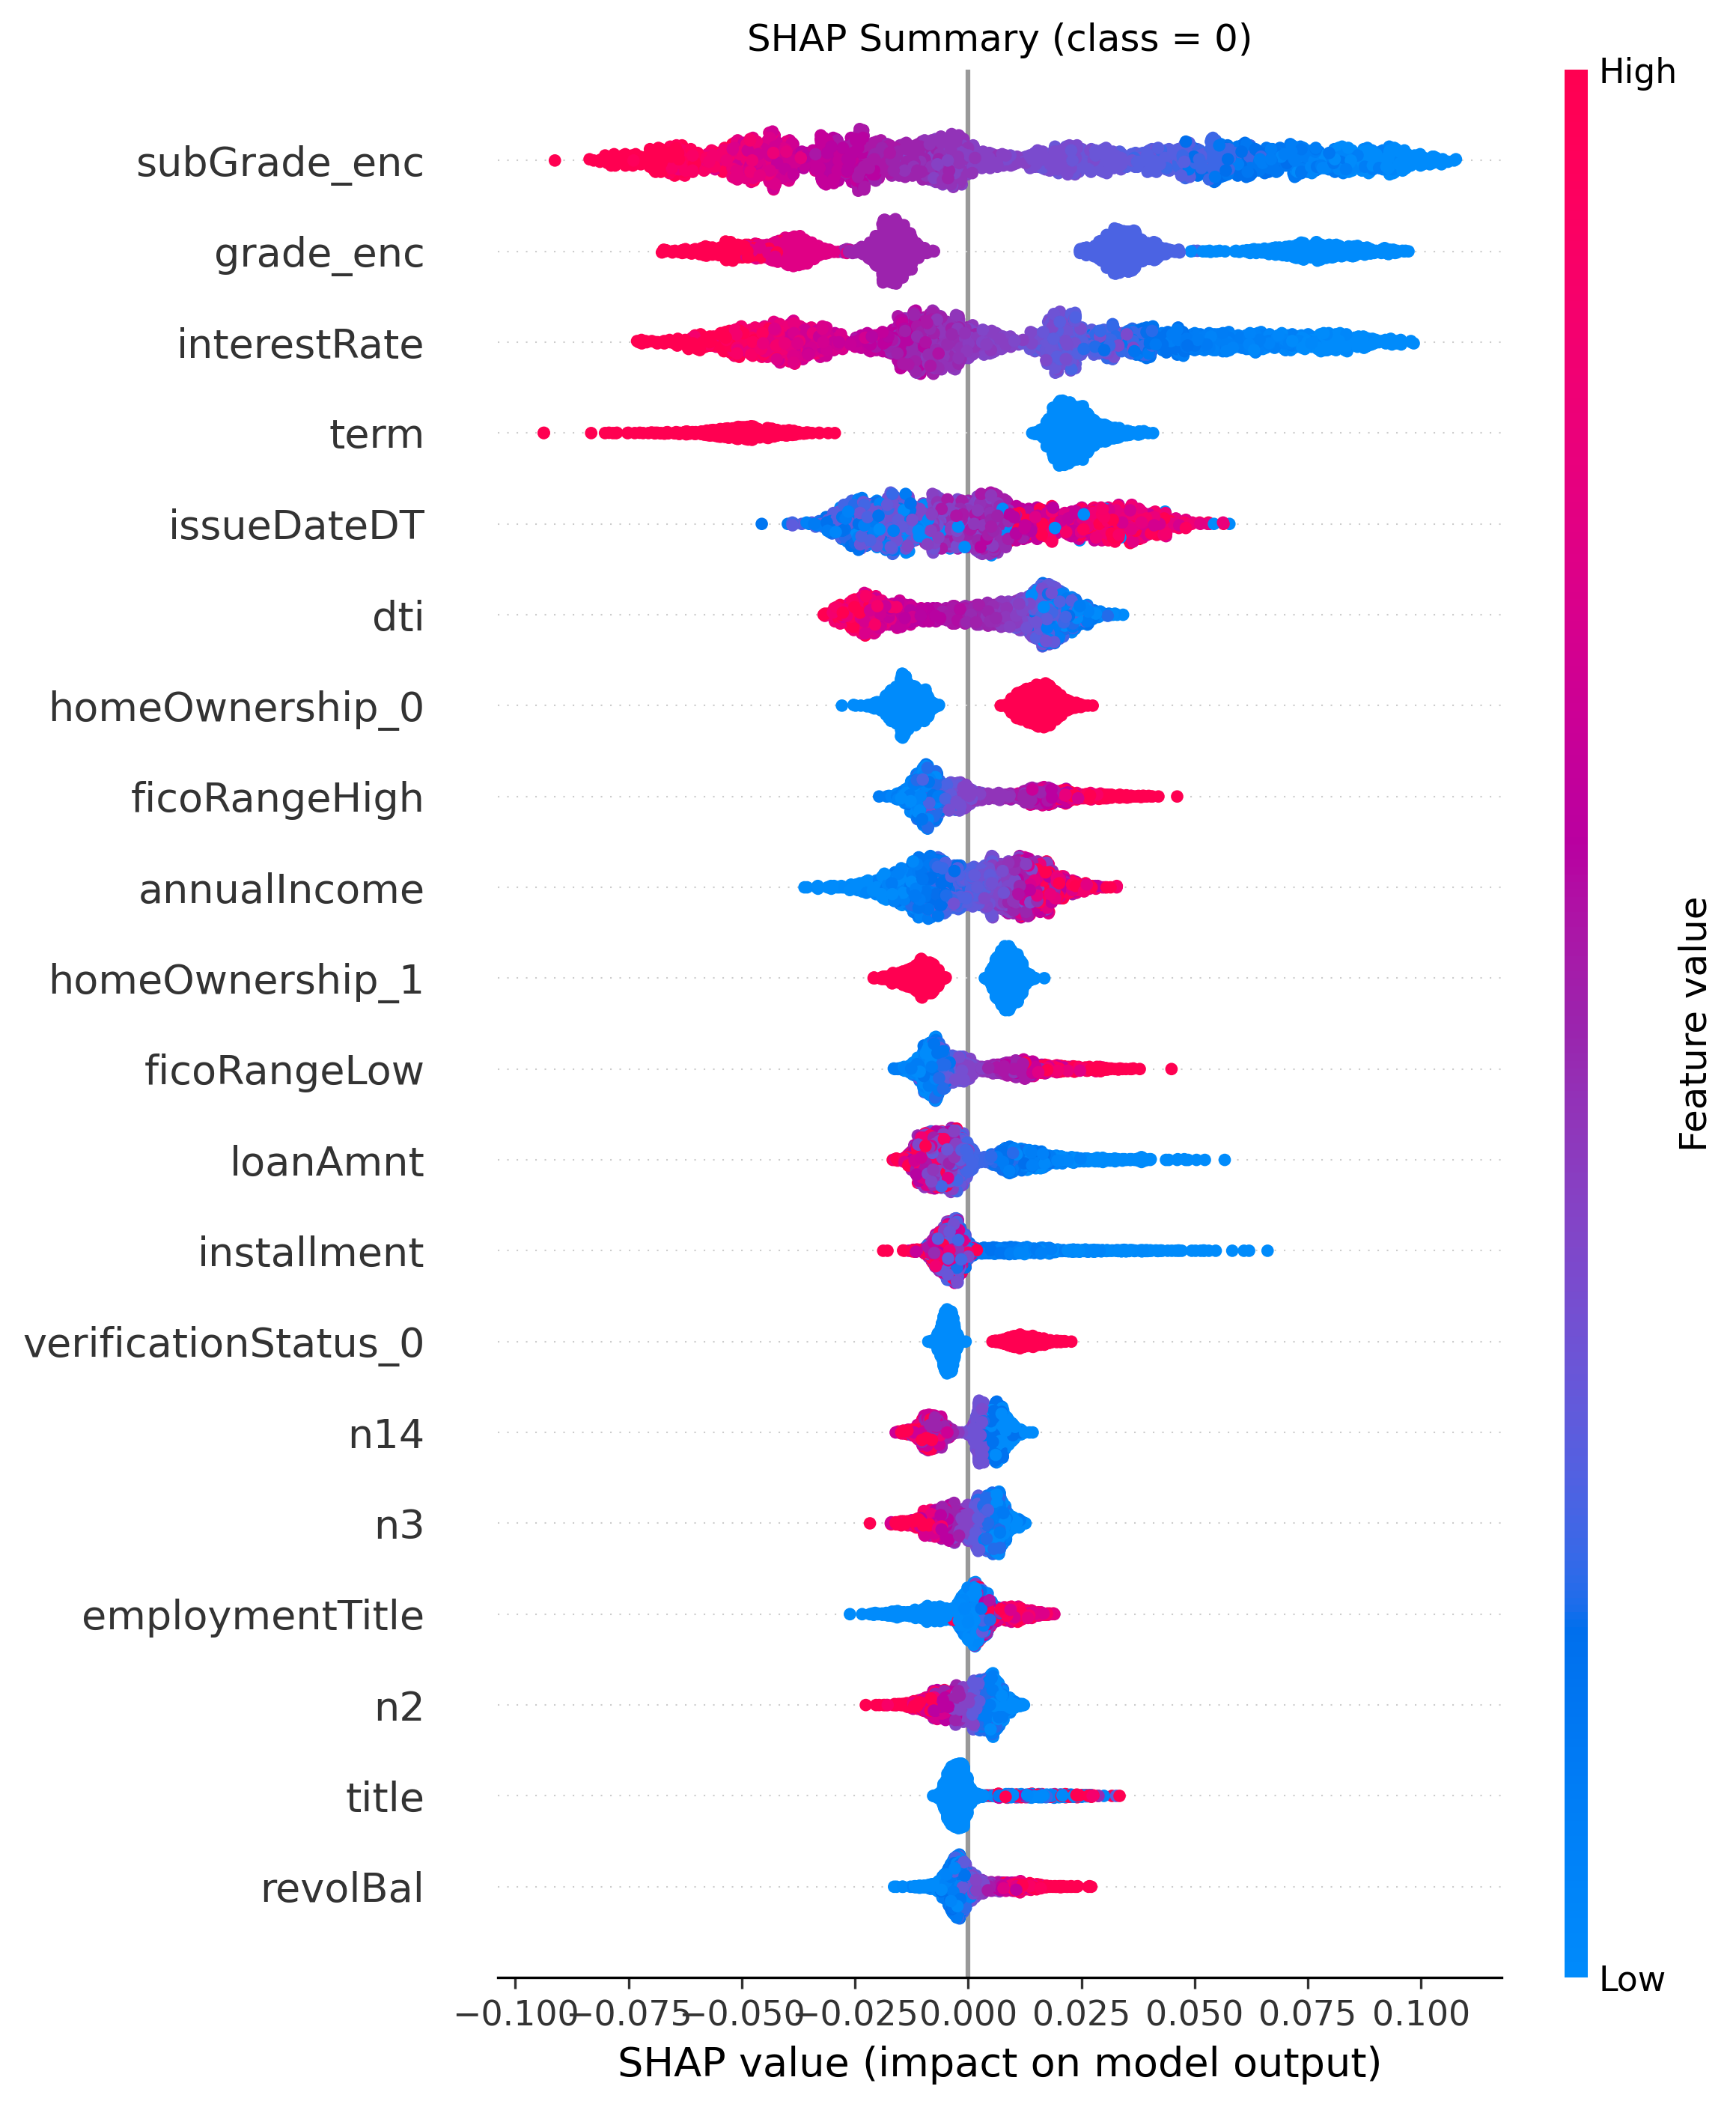 SHAP Summary (class = 0)
High
subGrade_enc
grade_enc
interestRate
term
issueDateDT
dti
homeOwnership_0
ficoRangeHigh
annualIncome
homeOwnership_1
ficoRangeLow
loanAmnt
installment
verificationStatus_0
n14
n3
employmentTitle
n2
title
revolBal
Feature value
Low
−0.100 −0.075 −0.050 −0.025 0.000 0.025 0.050 0.075 0.100
SHAP value (impact on model output)